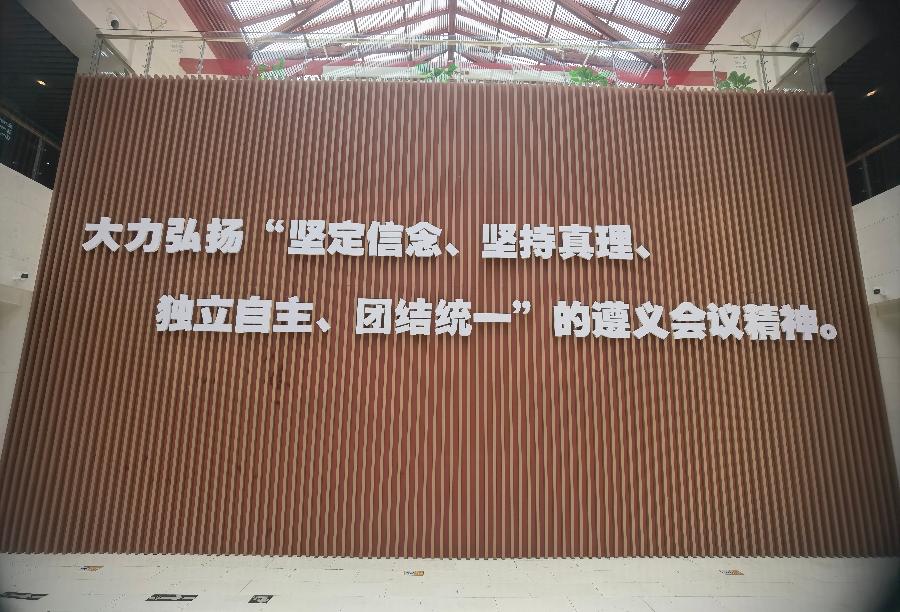 大力弘扬“坚定信念、坚持真理、
独立自主、团结统一”的遵义会议精神。